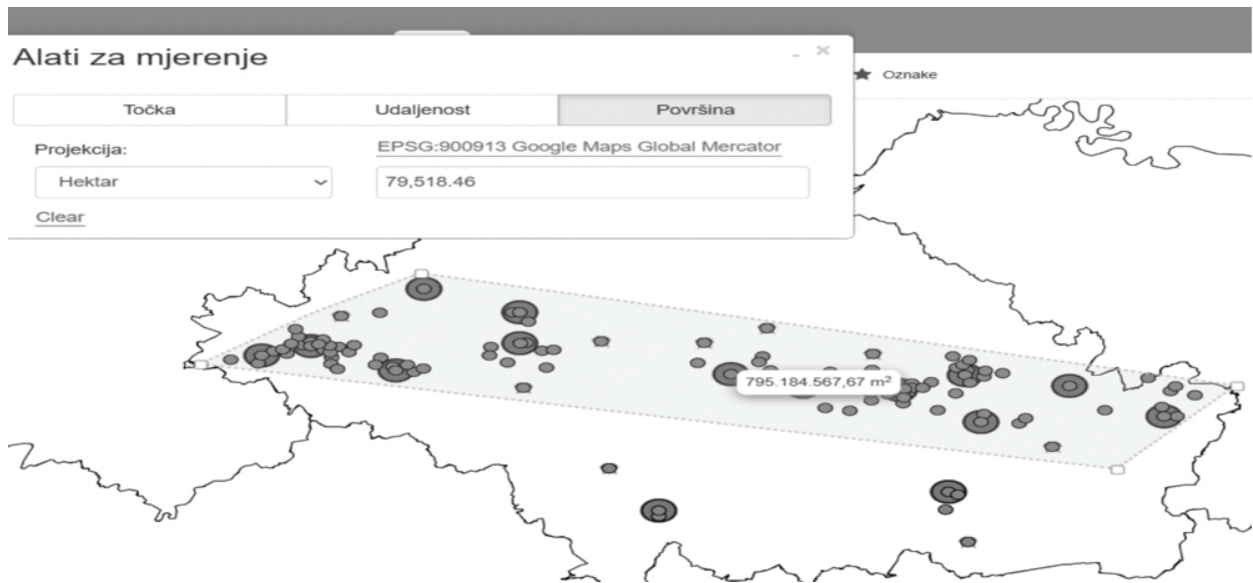 Alati za mjerenje
Oznake
Točka Udaljenost Površina
Projekcija: EPSG:900913 Google Maps Global Mercator
Hektar 79,518.46
Clear
795.184.567,67 m²